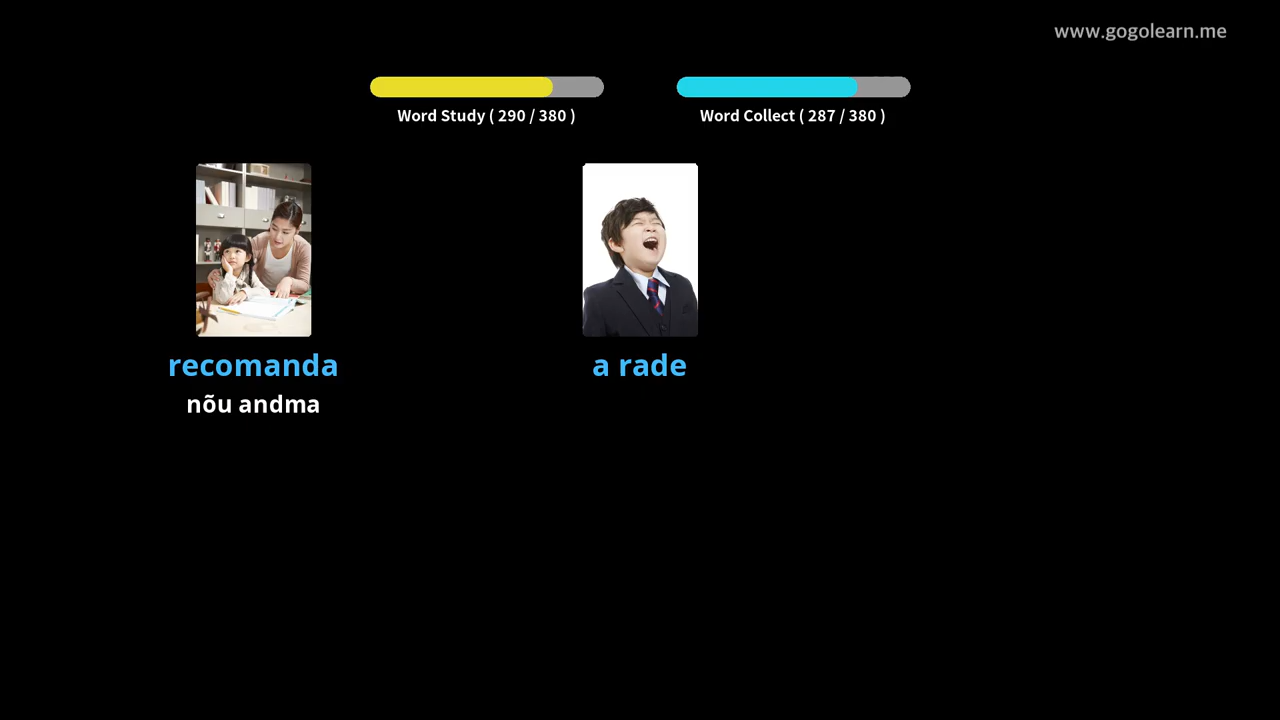 www.gogolearn.me
Word Study ( 290 / 380 )
Word Collect ( 287 / 380 )
recomanda
nõu andma
a rade